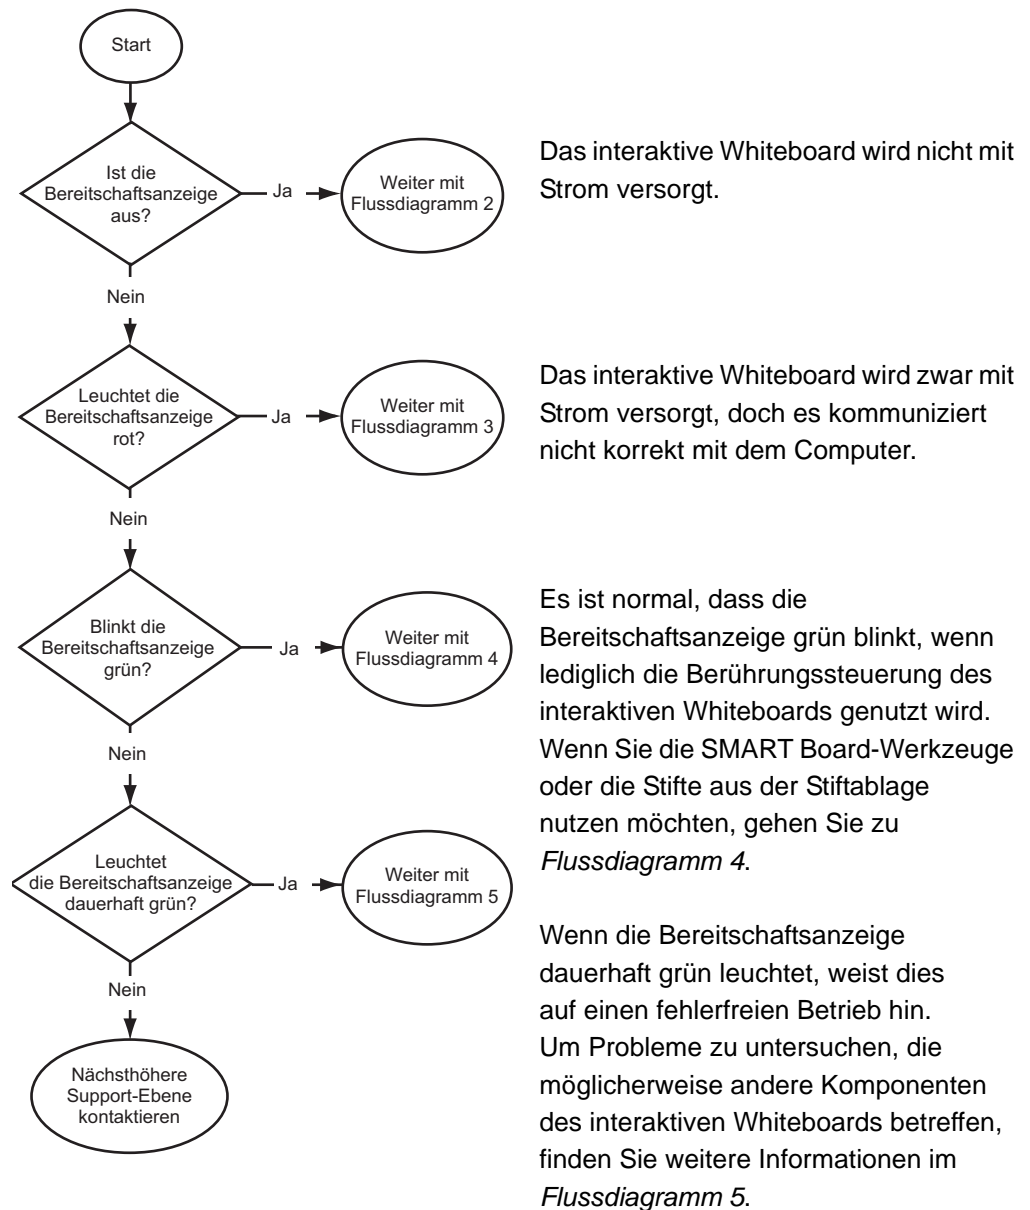 Start
Ist die
Bereitschaftsanzeige
aus?
Ja
Weiter mit
Flussdiagramm 2
Das interaktive Whiteboard wird nicht mit
Strom versorgt.
Nein
Leuchtet die
Bereitschaftsanzeige
rot?
Ja
Weiter mit
Flussdiagramm 3
Das interaktive Whiteboard wird zwar mit
Strom versorgt, doch es kommuniziert
nicht korrekt mit dem Computer.
Nein
Blinkt die
Bereitschaftsanzeige
grün?
Ja
Weiter mit
Flussdiagramm 4
Es ist normal, dass die
Bereitschaftsanzeige grün blinkt, wenn
lediglich die Berührungssteuerung des
interaktiven Whiteboards genutzt wird.
Wenn Sie die SMART Board-Werkzeuge
oder die Stifte aus der Stiftablage
nutzen möchten, gehen Sie zu
Flussdiagramm 4.
Nein
Leuchtet
die Bereitschaftsanzeige
dauerhaft grün?
Ja
Weiter mit
Flussdiagramm 5
Wenn die Bereitschaftsanzeige
dauerhaft grün leuchtet, weist dies
auf einen fehlerfreien Betrieb hin.
Um Probleme zu untersuchen, die
möglicherweise andere Komponenten
des interaktiven Whiteboards betreffen,
finden Sie weitere Informationen im
Flussdiagramm 5.
Nein
Nächsthöhere
Support-Ebene
kontaktieren